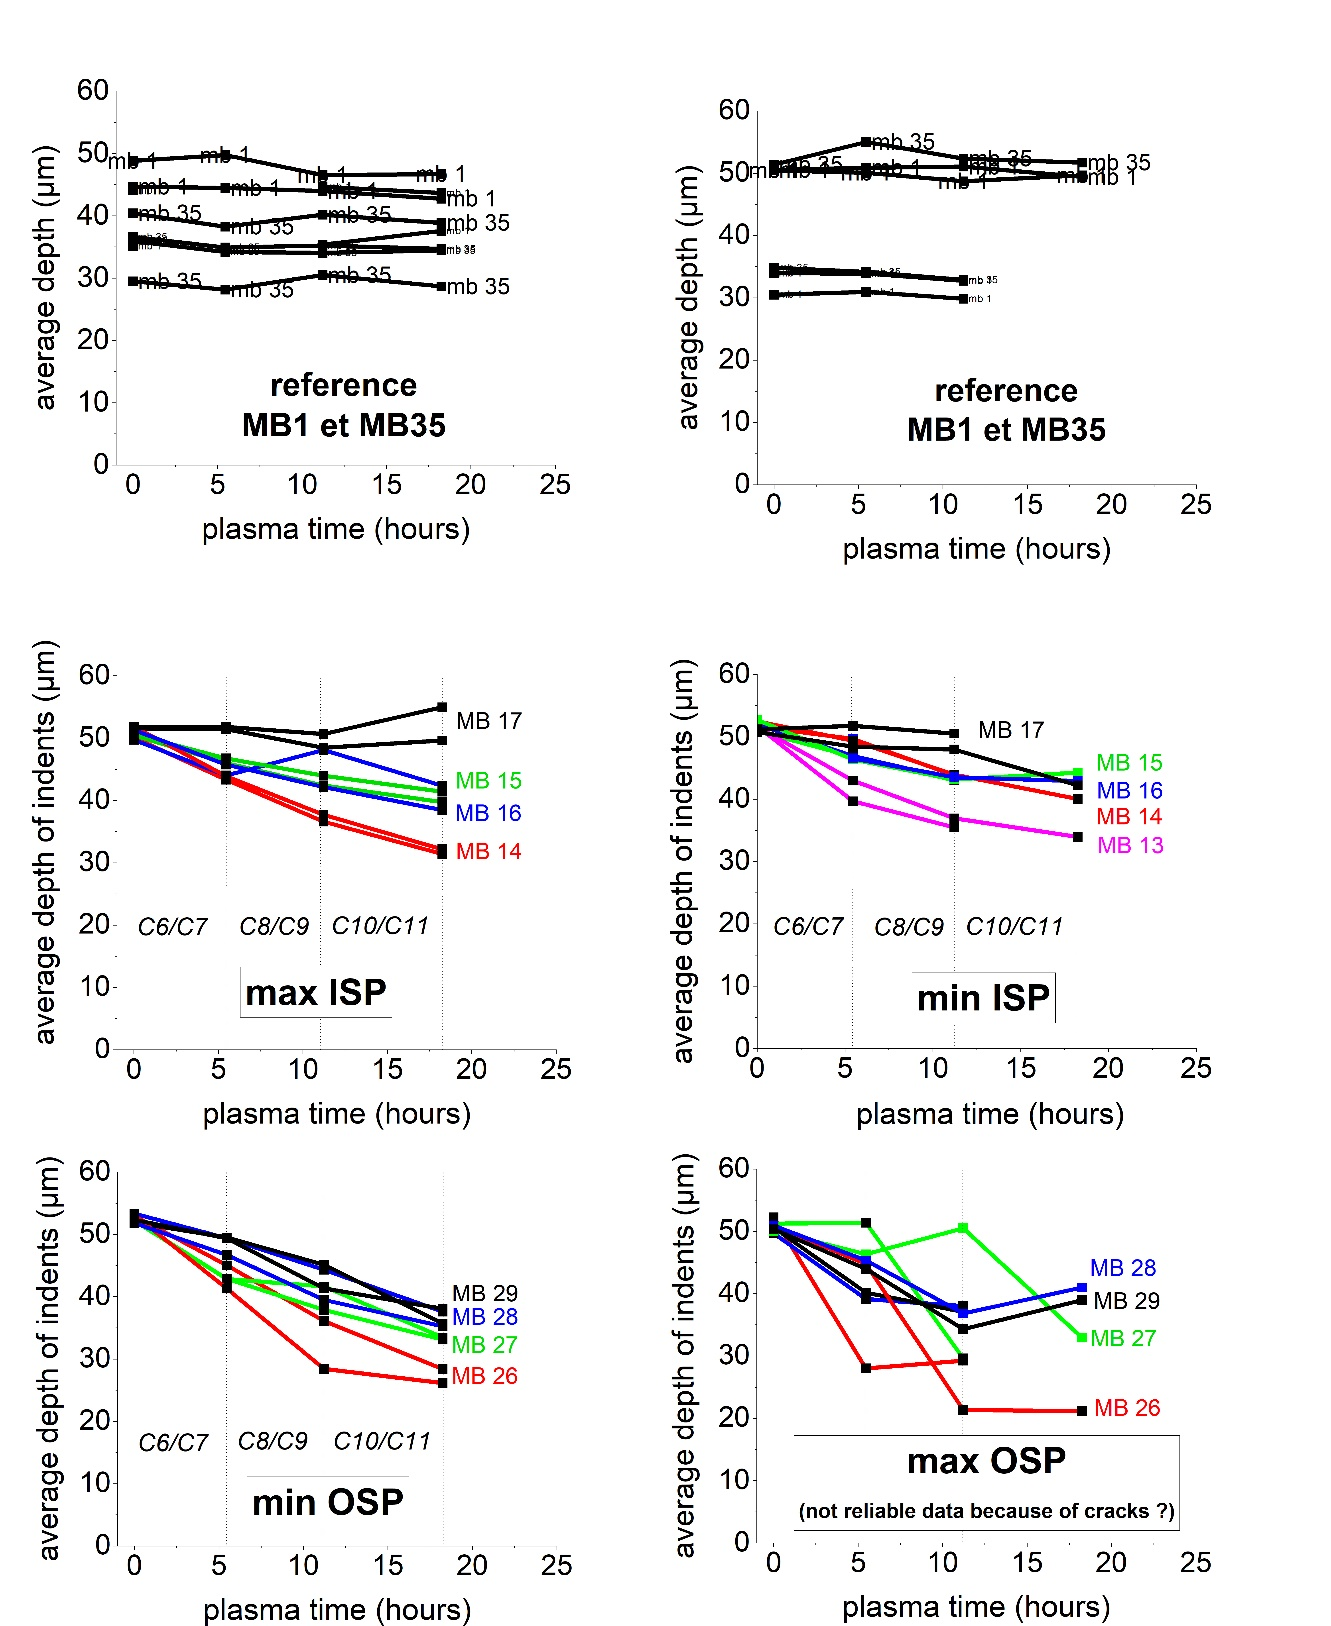 60
50
40
30
20
10
0
average depth (μm)
mb 1
mb 1
mb 1
mb 1
mb 1
mb 1
mb 1
mb 1
mb 35
mb 35
mb 35
mb 35
mb 35
mb 35
mb 35
mb 35
reference
MB1 et MB35
0 5 10 15 20 25
plasma time (hours)
60
50
40
30
20
10
0
average depth (μm)
mb 35
mb 35
mb 35
mb 35
mb 1
mb 1
mb 1
mb 1
mb 35
mb 1
reference
MB1 et MB35
0 5 10 15 20 25
plasma time (hours)
60
50
40
30
20
10
0
average depth of indents (μm)
MB 17
MB 15
MB 16
MB 14
C6/C7 C8/C9 C10/C11
max ISP
0 5 10 15 20 25
plasma time (hours)
60
50
40
30
20
10
0
average depth of indents (μm)
MB 17
MB 15
MB 16
MB 14
MB 13
C6/C7 C8/C9 C10/C11
min ISP
0 5 10 15 20 25
plasma time (hours)
60
50
40
30
20
10
0
average depth of indents (μm)
MB 29
MB 28
MB 27
MB 26
C6/C7 C8/C9 C10/C11
min OSP
0 5 10 15 20 25
plasma time (hours)
60
50
40
30
20
10
0
average depth of indents (μm)
MB 28
MB 29
MB 27
MB 26
max OSP
(not reliable data because of cracks ?)
0 5 10 15 20 25
plasma time (hours)